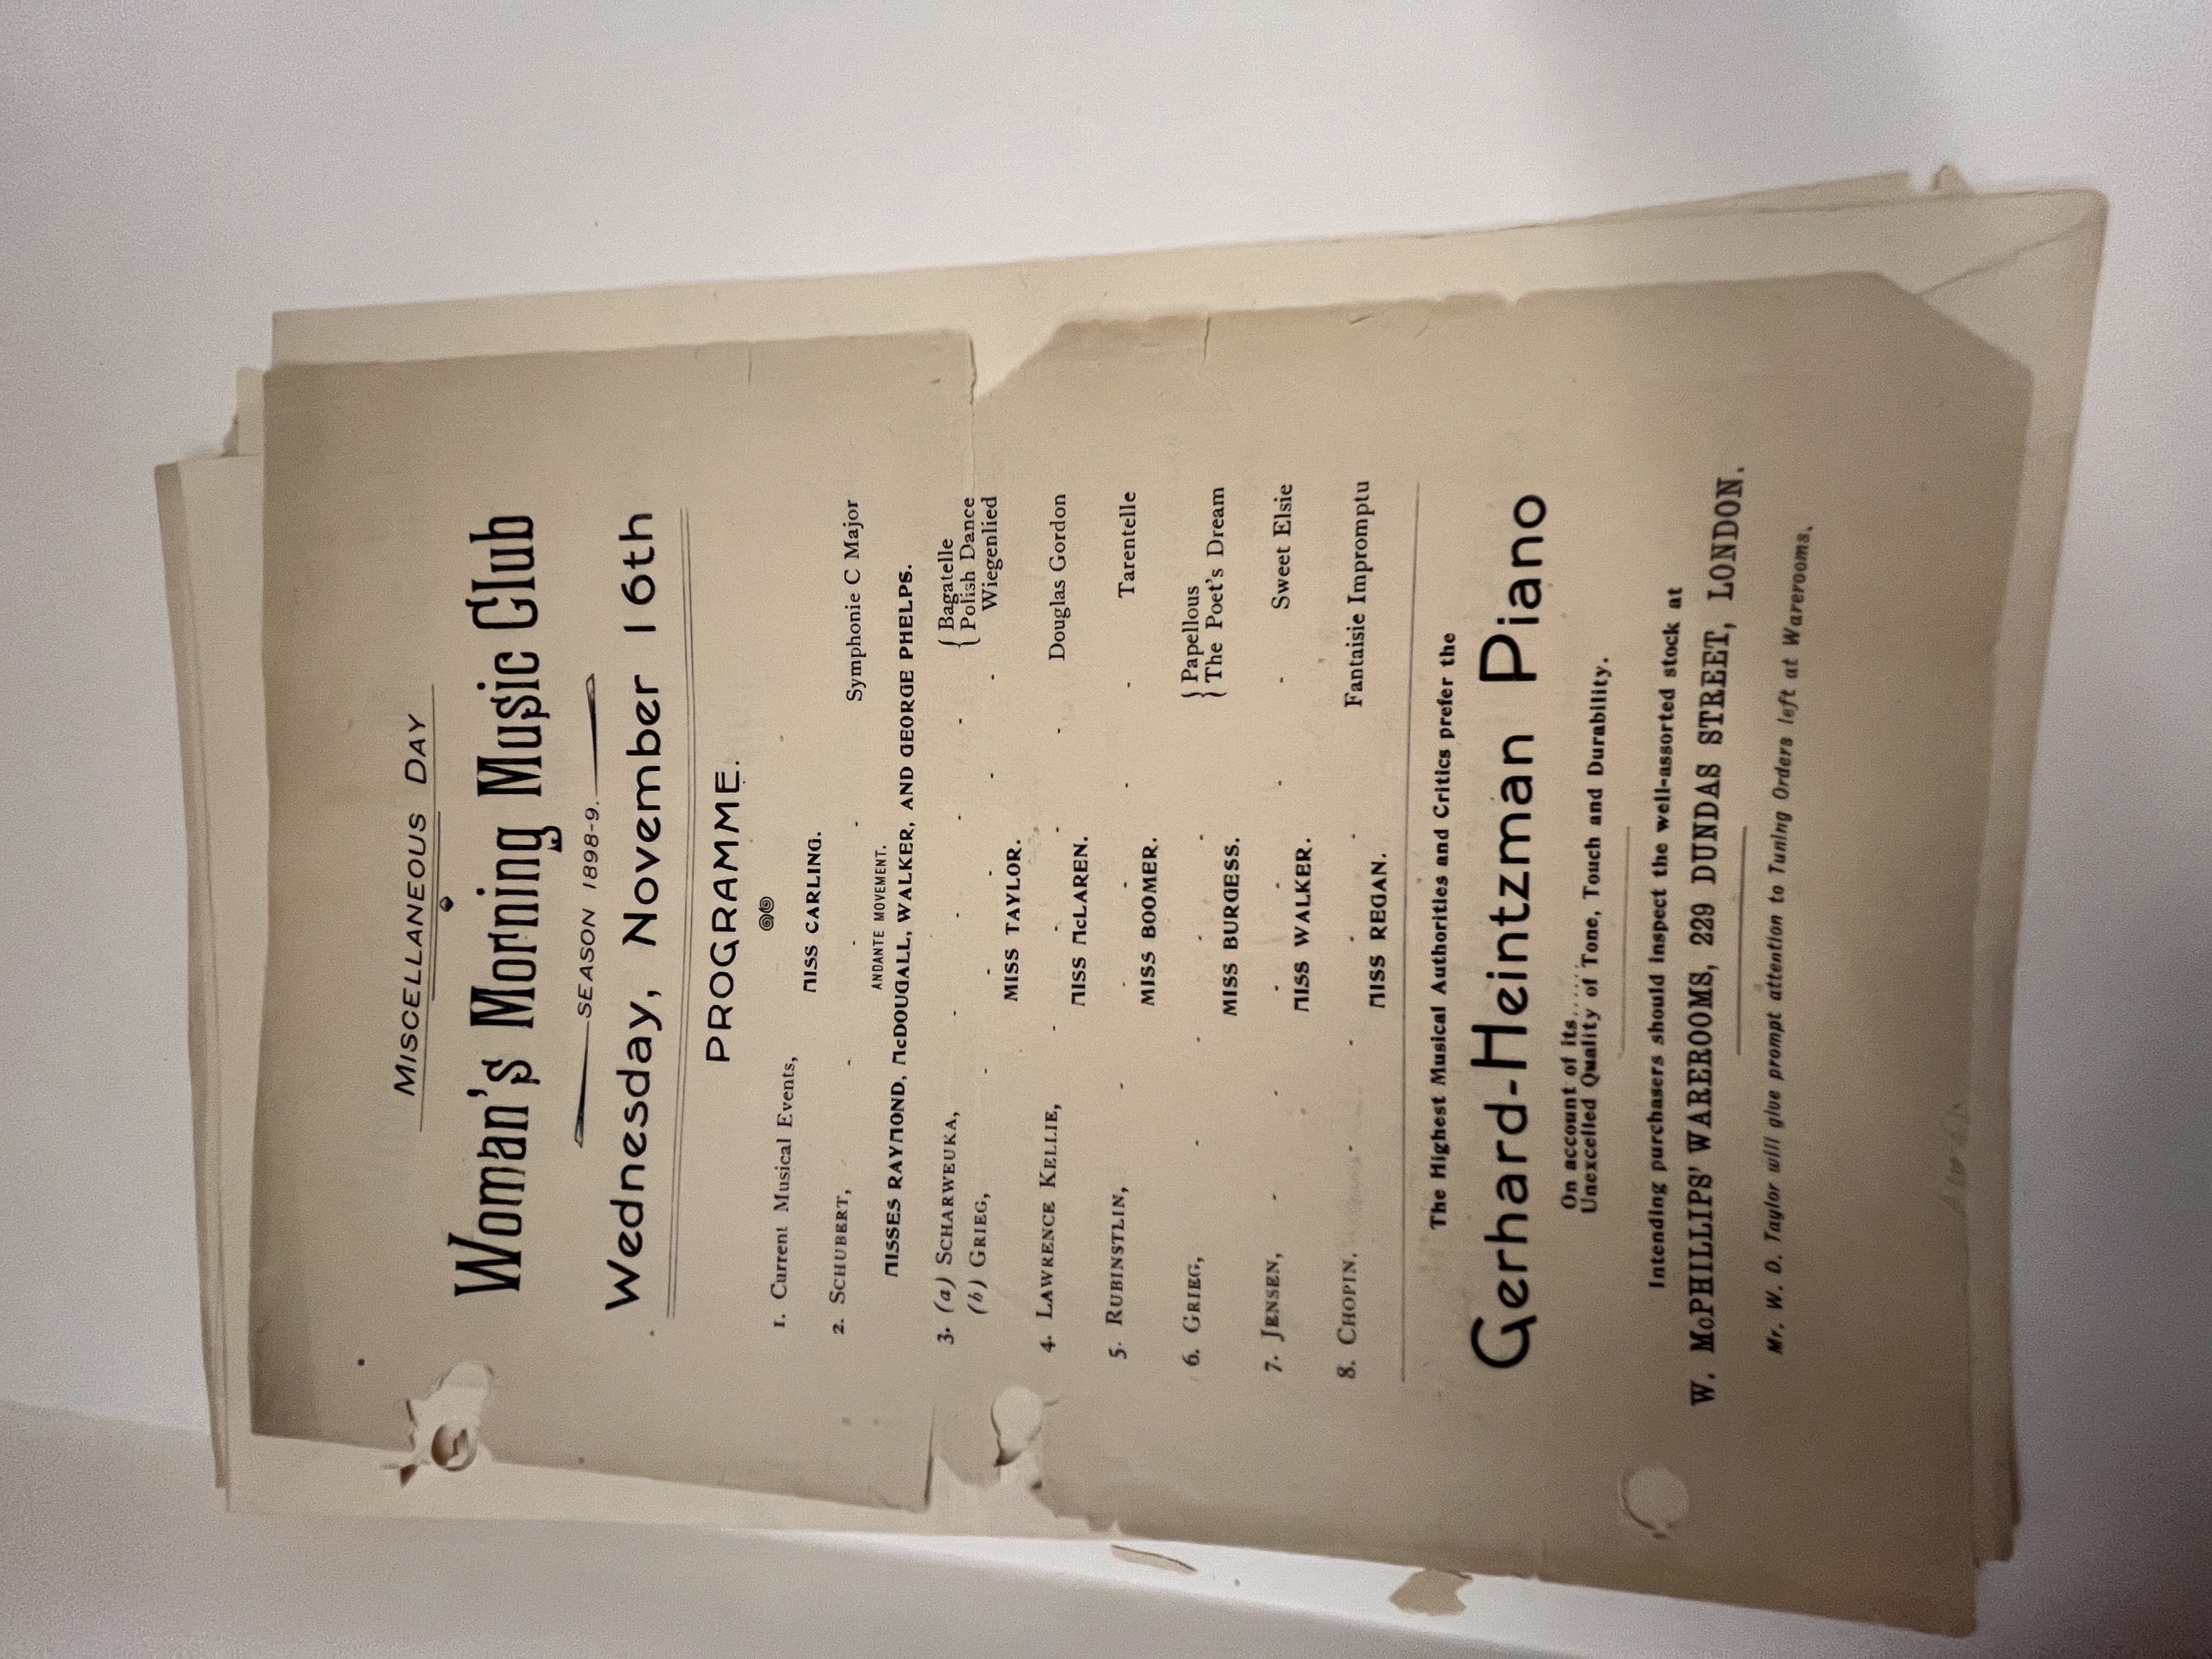 MISCELLANEOUS DAY
Woman's Morning Music Club
SEASON 1898-9.
Wednesday, November 16th
PROGRAMME.
1. Current Musical Events,
MISS CARLING.
2. SCHUBERT, - - - Symphonie C Major
ANDANTE MOVEMENT.
MISSES RAYMOND, McDOUGALL, WALKER, AND GEORGE PHELPS.
3. (a) SCHARWEUKA, - - - - { Bagatelle
{ Polish Dance
(b) GRIEG, - - - - - Wiegenlied
MISS TAYLOR.
4. LAWRENCE KELLIE, - - - - Douglas Gordon
MISS McLAREN.
5. RUBINSTLIN, - - - - - Tarentelle
MISS BOOMER.
6. GRIEG, - - - - { Papellous
{ The Poet's Dream
MISS BURGESS.
7. JENSEN, - - - - - - Sweet Elsie
MISS WALKER.
8. CHOPIN, - - - - Fantaisie Impromptu
MISS REGAN.
The Highest Musical Authorities and Critics prefer the
Gerhard-Heintzman Piano
On account of its......
Unexcelled Quality of Tone, Touch and Durability.
Intending purchasers should inspect the well-assorted stock at
W. McPHILLIPS' WAREROOMS, 229 DUNDAS STREET, LONDON.
Mr. W. D. Taylor will give prompt attention to Tuning Orders left at Warerooms.